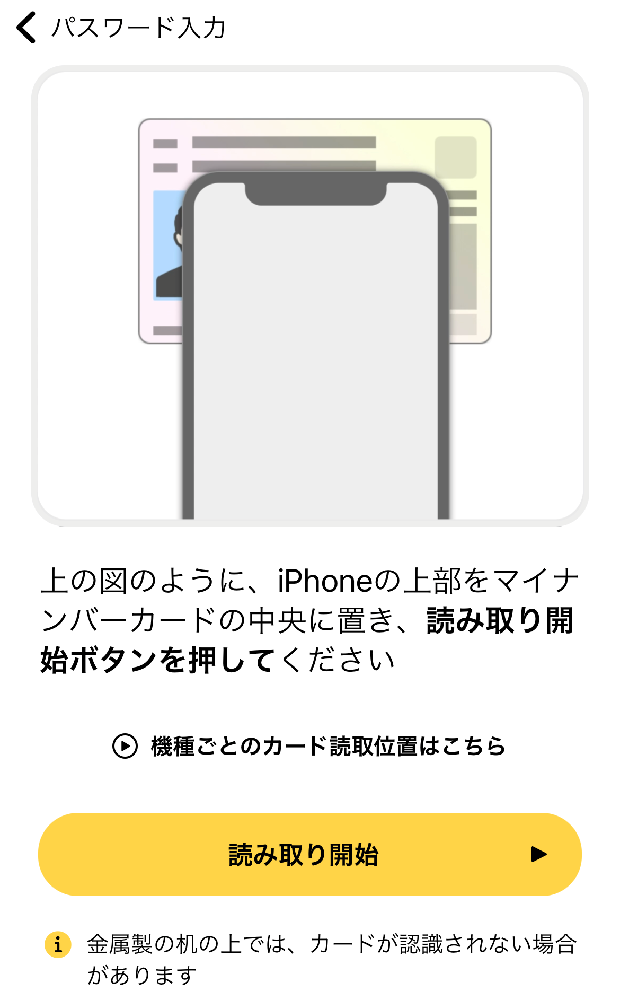 パスワード入力
上の図のように、iPhoneの上部をマイナ
ンバーカードの中央に置き、読み取り開
始ボタンを押してください
機種ごとのカード読取位置はこちら
読み取り開始
金属製の机の上では、カードが認識されない場合
があります